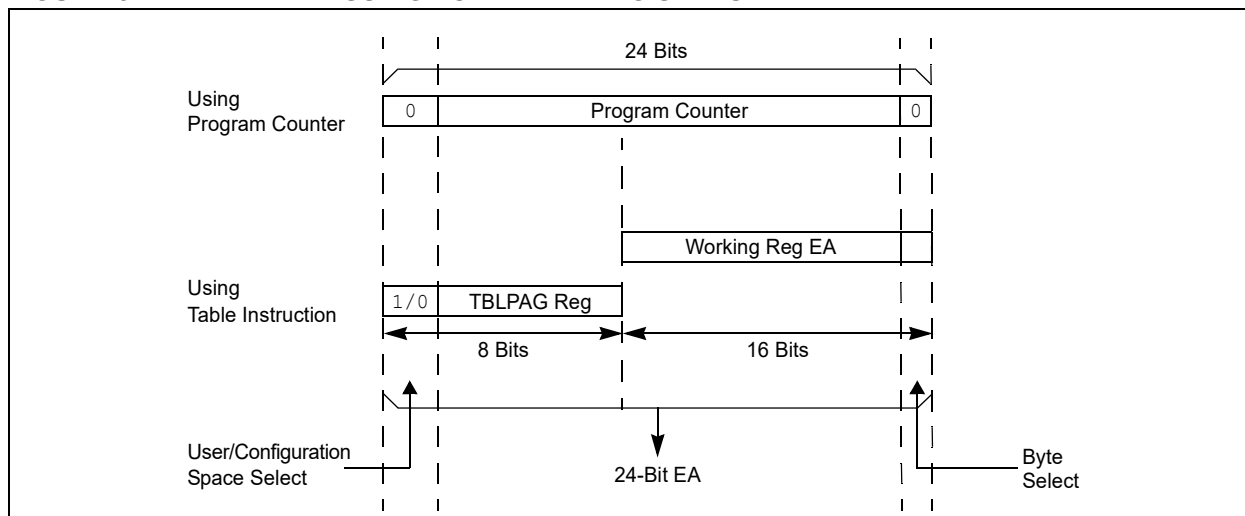 24 Bits
Using
Program Counter
0 Program Counter 0
Working Reg EA
Using
Table Instruction
1/0 TBLPAG Reg
8 Bits 16 Bits
User/Configuration
Space Select
24-Bit EA
Byte
Select